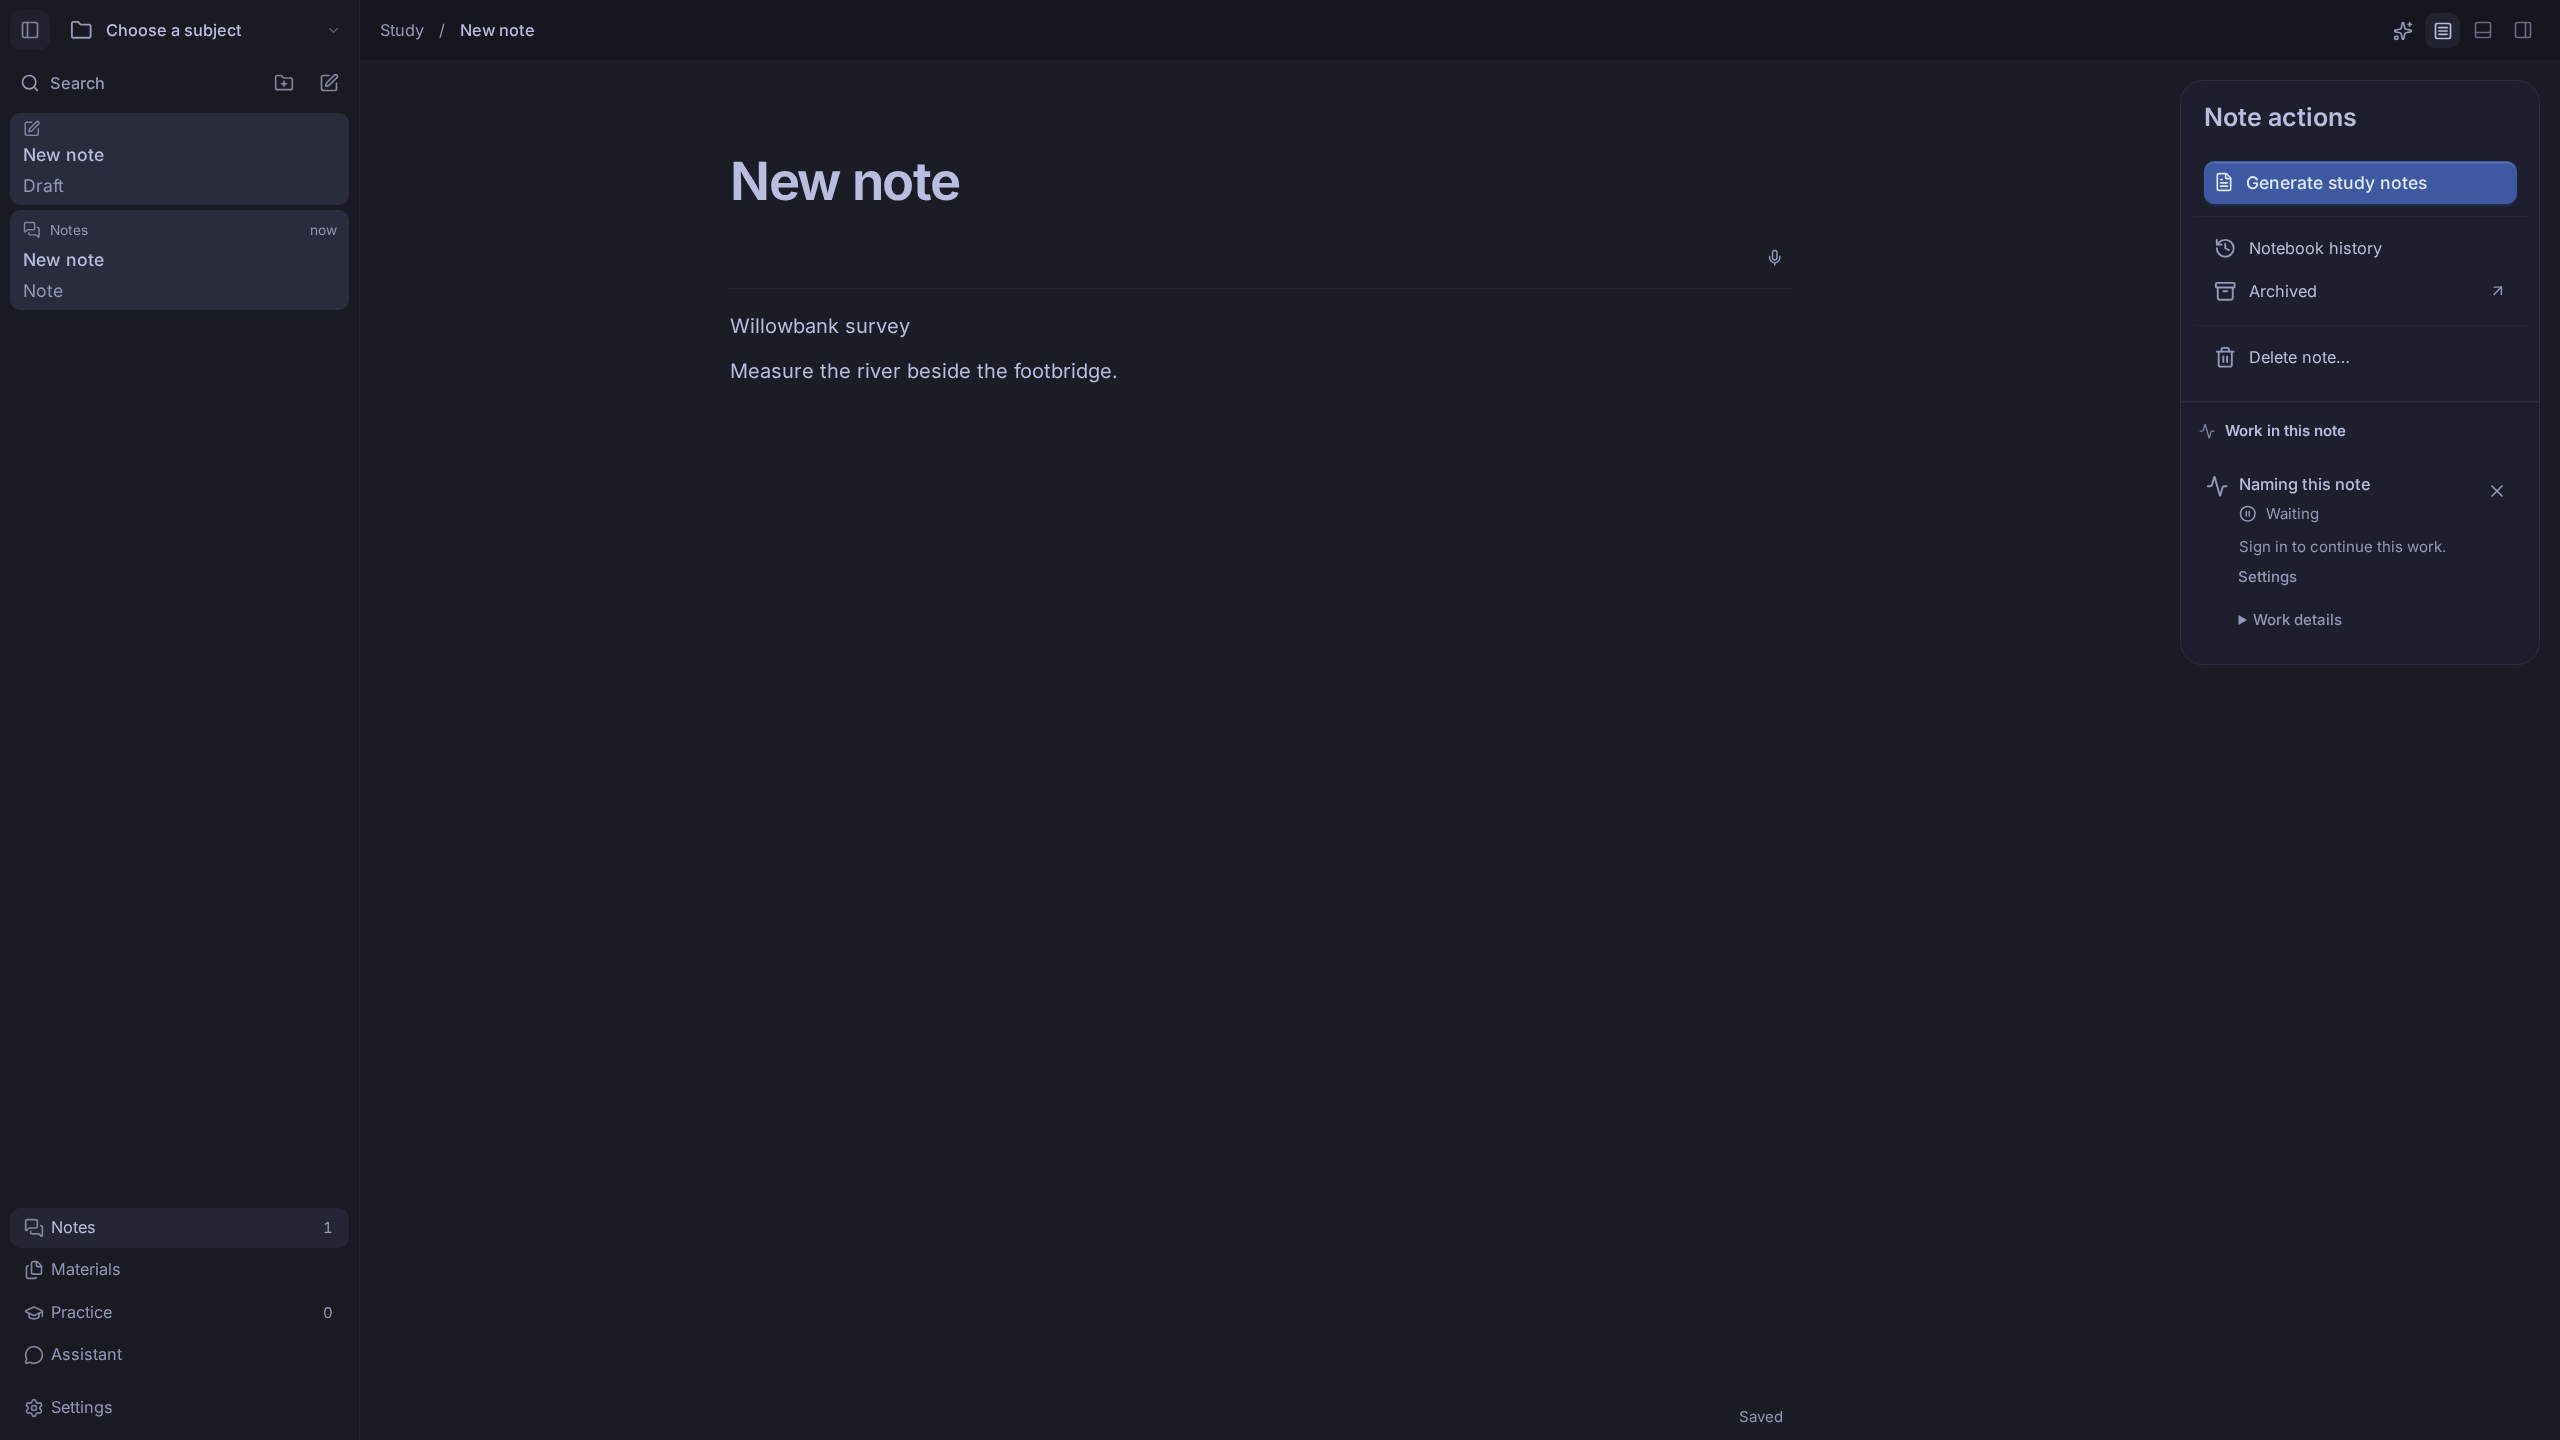 Choose a subject
Search
New note
Draft
Notes now
New note
Note
Notes 1
Materials
Practice 0
Assistant
Settings
Study / New note
New note
Willowbank survey
Measure the river beside the footbridge.
Saved
Note actions
Generate study notes
Notebook history
Archived
Delete note...
Work in this note
Naming this note
Waiting
Sign in to continue this work.
Settings
Work details